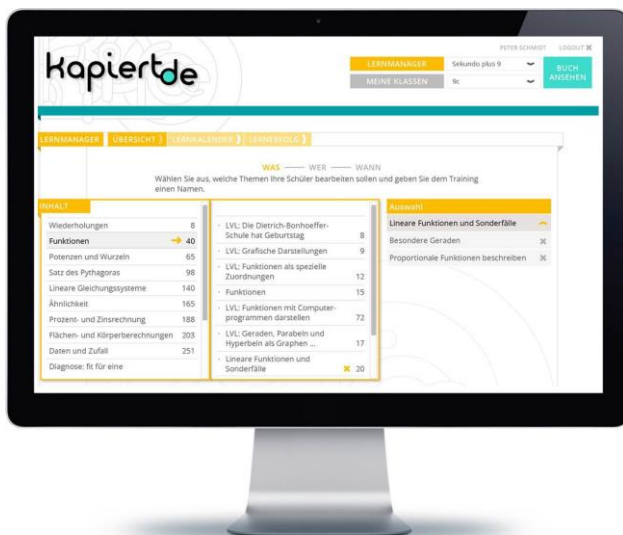 kapiert.de
PETER SCHMIDT LOGOUT
LERNMANAGER Sekundo plus 9
MEINE KLASSEN 9c
BUCH
ANSEHEN
LERNMANAGER ÜBERSICHT LERNKALENDER LERNERFOLG
WAS WER WANN
Wählen Sie aus, welche Themen Ihre Schüler bearbeiten sollen und geben Sie dem Training
einen Namen.
INHALT
Wiederholungen 8
Funktionen 40
Potenzen und Wurzeln 65
Satz des Pythagoras 98
Lineare Gleichungssysteme 140
Ähnlichkeit 165
Prozent- und Zinsrechnung 188
Flächen- und Körperberechnungen 203
Daten und Zufall 251
Diagnose: fit für eine
LVL: Die Dietrich-Bonhoeffer-
Schule hat Geburtstag 8
LVL: Grafische Darstellungen 9
LVL: Funktionen als spezielle
Zuordnungen 12
Funktionen 15
LVL: Funktionen mit Computer-
programmen darstellen 72
LVL: Geraden, Parabeln und
Hyperbeln als Graphen ... 17
Lineare Funktionen und
Sonderfälle 20
Auswahl
Lineare Funktionen und Sonderfälle
Besondere Geraden
Proportionale Funktionen beschreiben